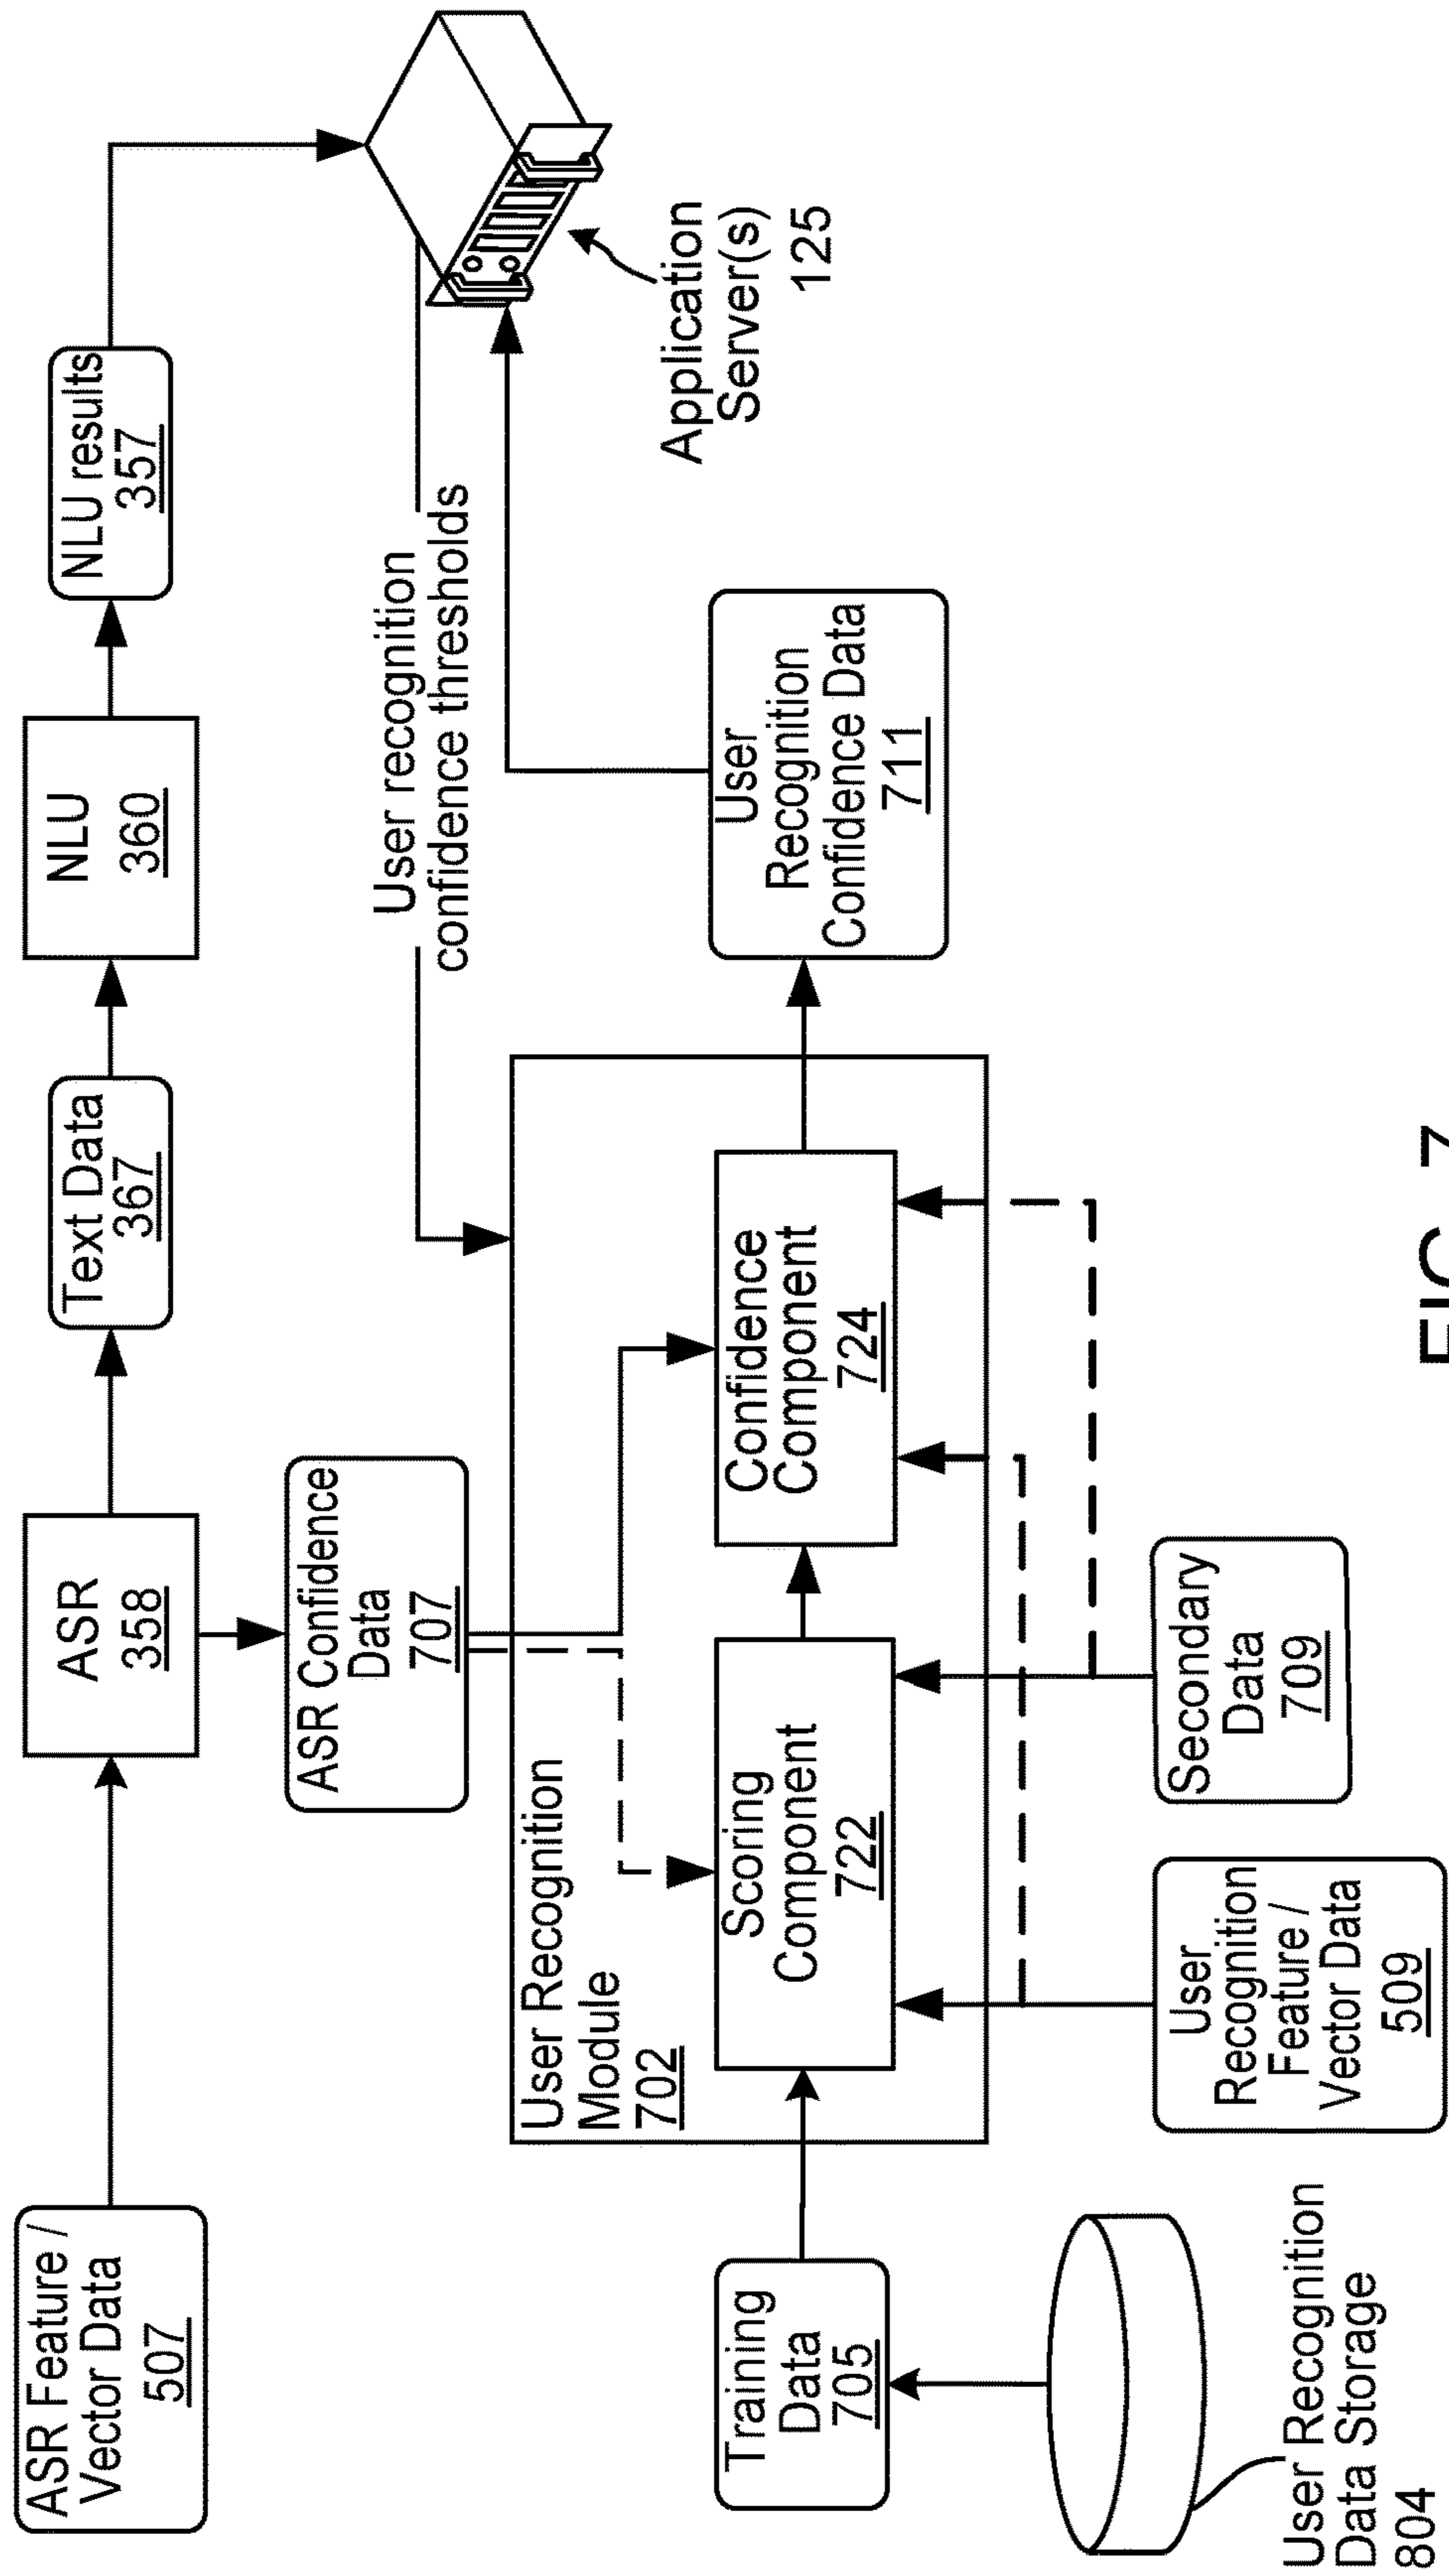 ASR Feature /
Vector Data
507
ASR
358
Text Data
367
NLU
360
NLU results
357
ASR Confidence
Data
707
User recognition
confidence thresholds
Application
Server(s)
125
User Recognition
Module
702
Training
Data
705
Scoring
Component
722
Confidence
Component
724
User
Recognition
Confidence Data
711
User Recognition
Data Storage
804
User
Recognition
Feature /
Vector Data
509
Secondary
Data
709
FIG. 7